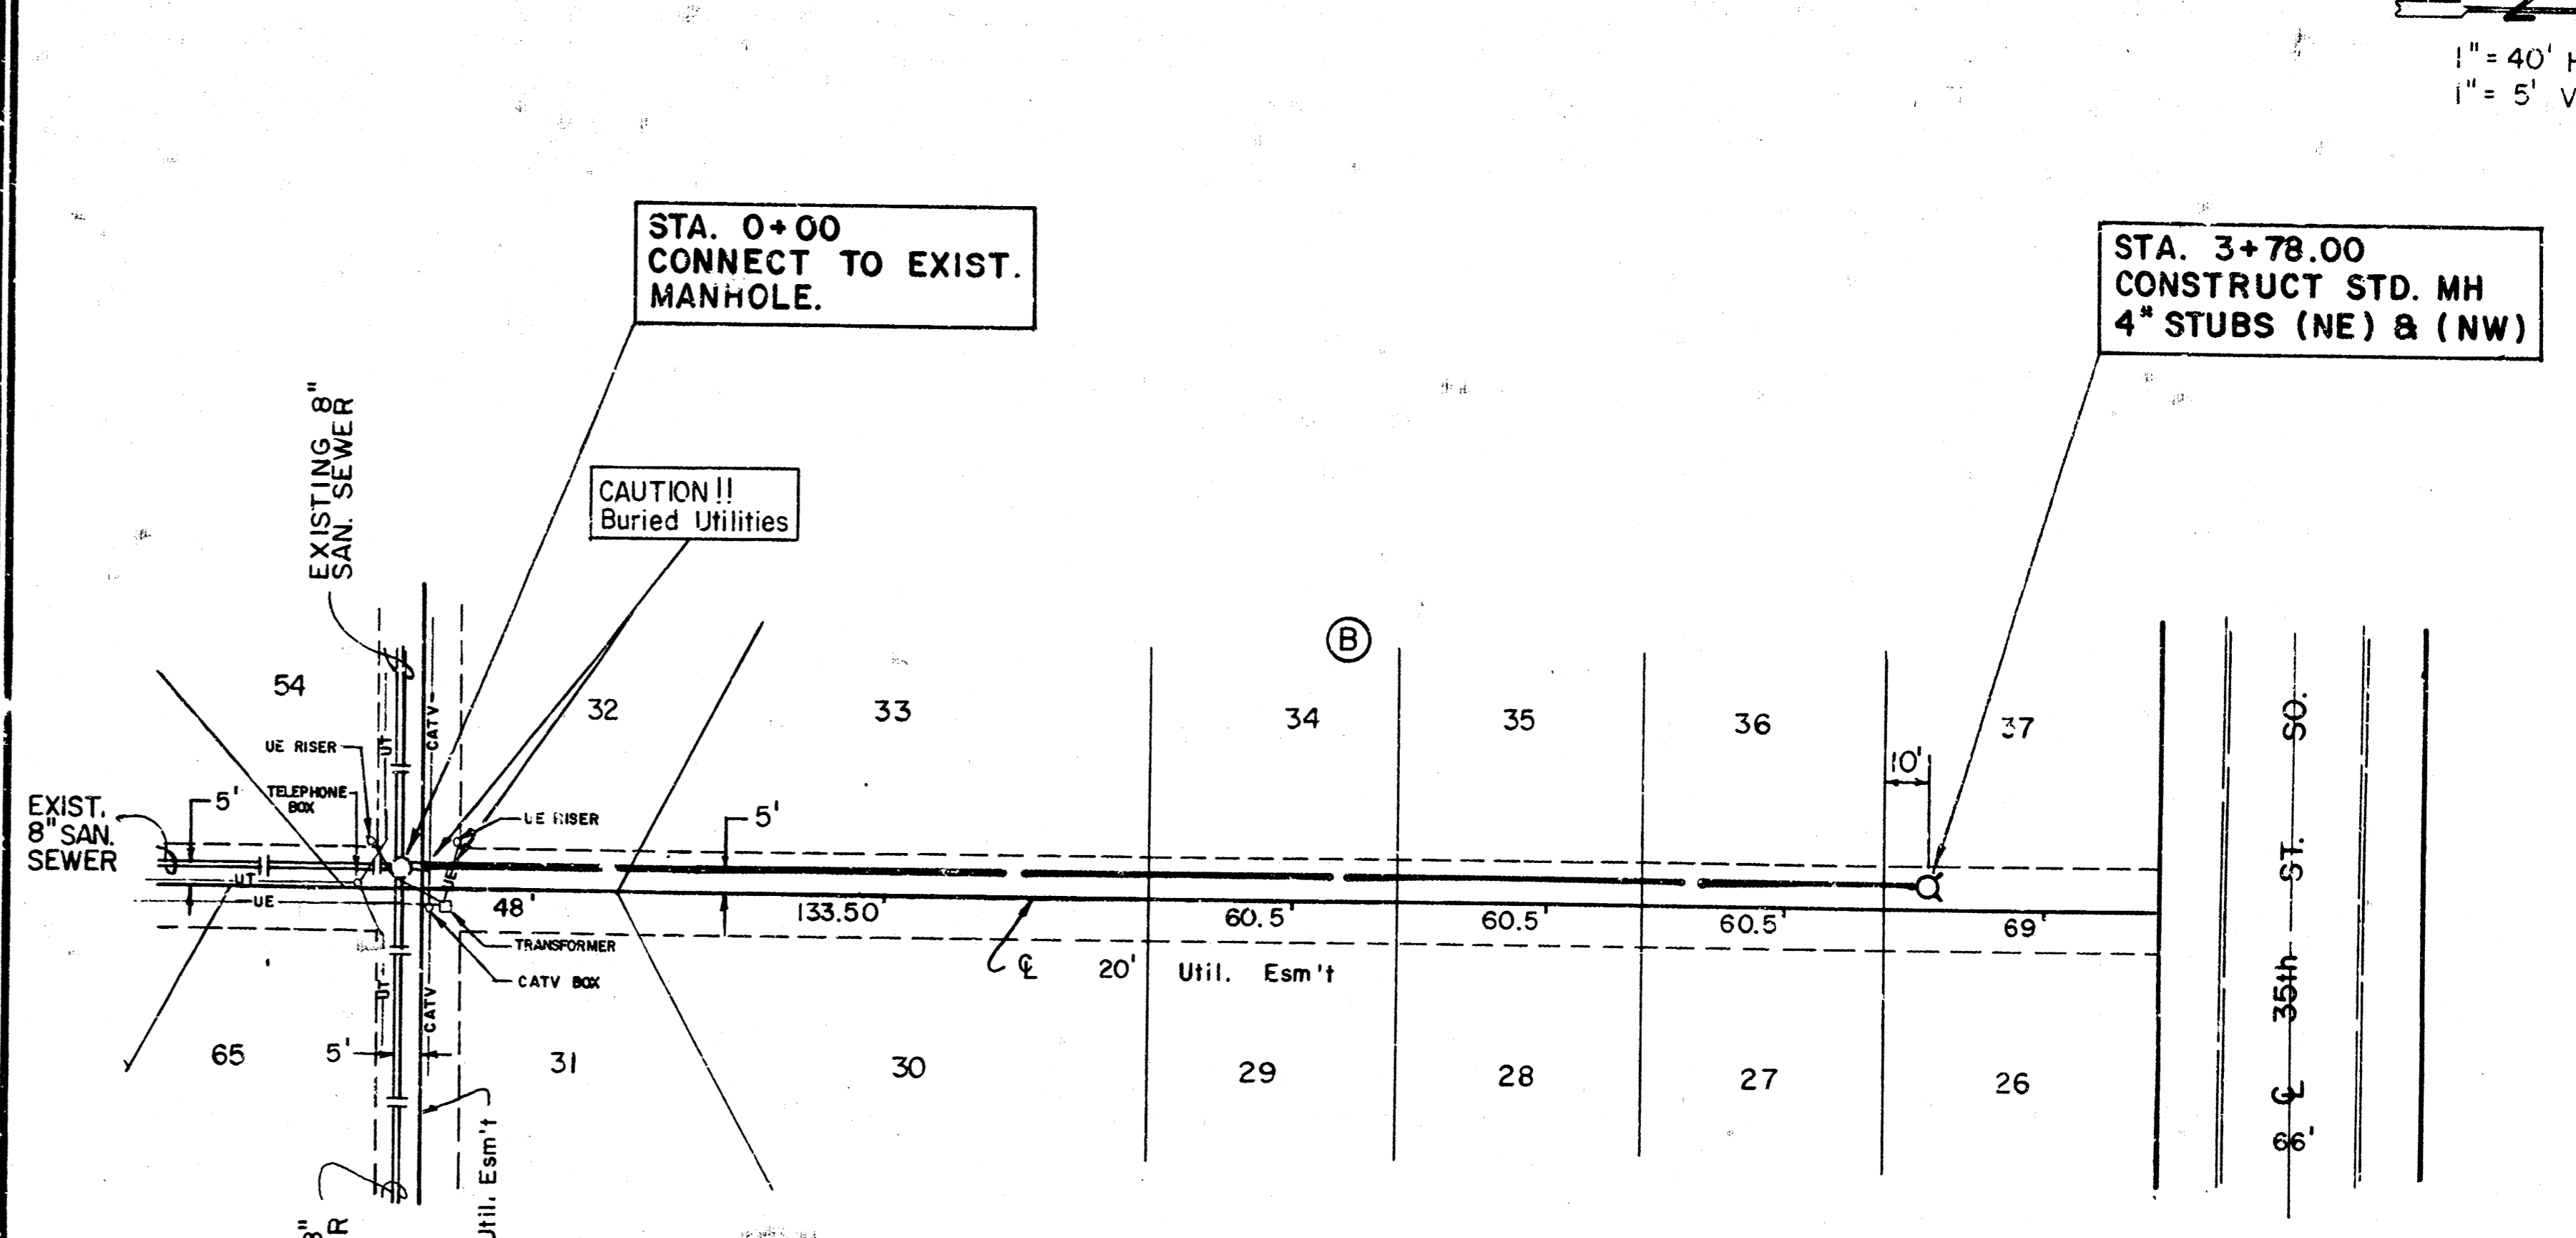 1" = 40' H
1" = 5' V
STA. 0+00
CONNECT TO EXIST.
MANHOLE.
STA. 3+78.00
CONSTRUCT STD. MH
4" STUBS (NE) & (NW)
EXISTING 8"
SAN. SEWER
CAUTION!!
Buried Utilities
B
54
32
33
34
35
36
37
UE RISER
UT
CATV
10'
SO.
EXIST.
8" SAN.
SEWER
5'
TELEPHONE
BOX
UE RISER
5'
UT
UE
UE
48'
133.50'
60.5'
60.5'
60.5'
69'
TRANSFORMER
CATV BOX
℄ 20' Util. Esm't
UT
CATV
65
5'
31
30
29
28
27
26
Util. Esm't
66' ℄ 35th ST.
8"
R